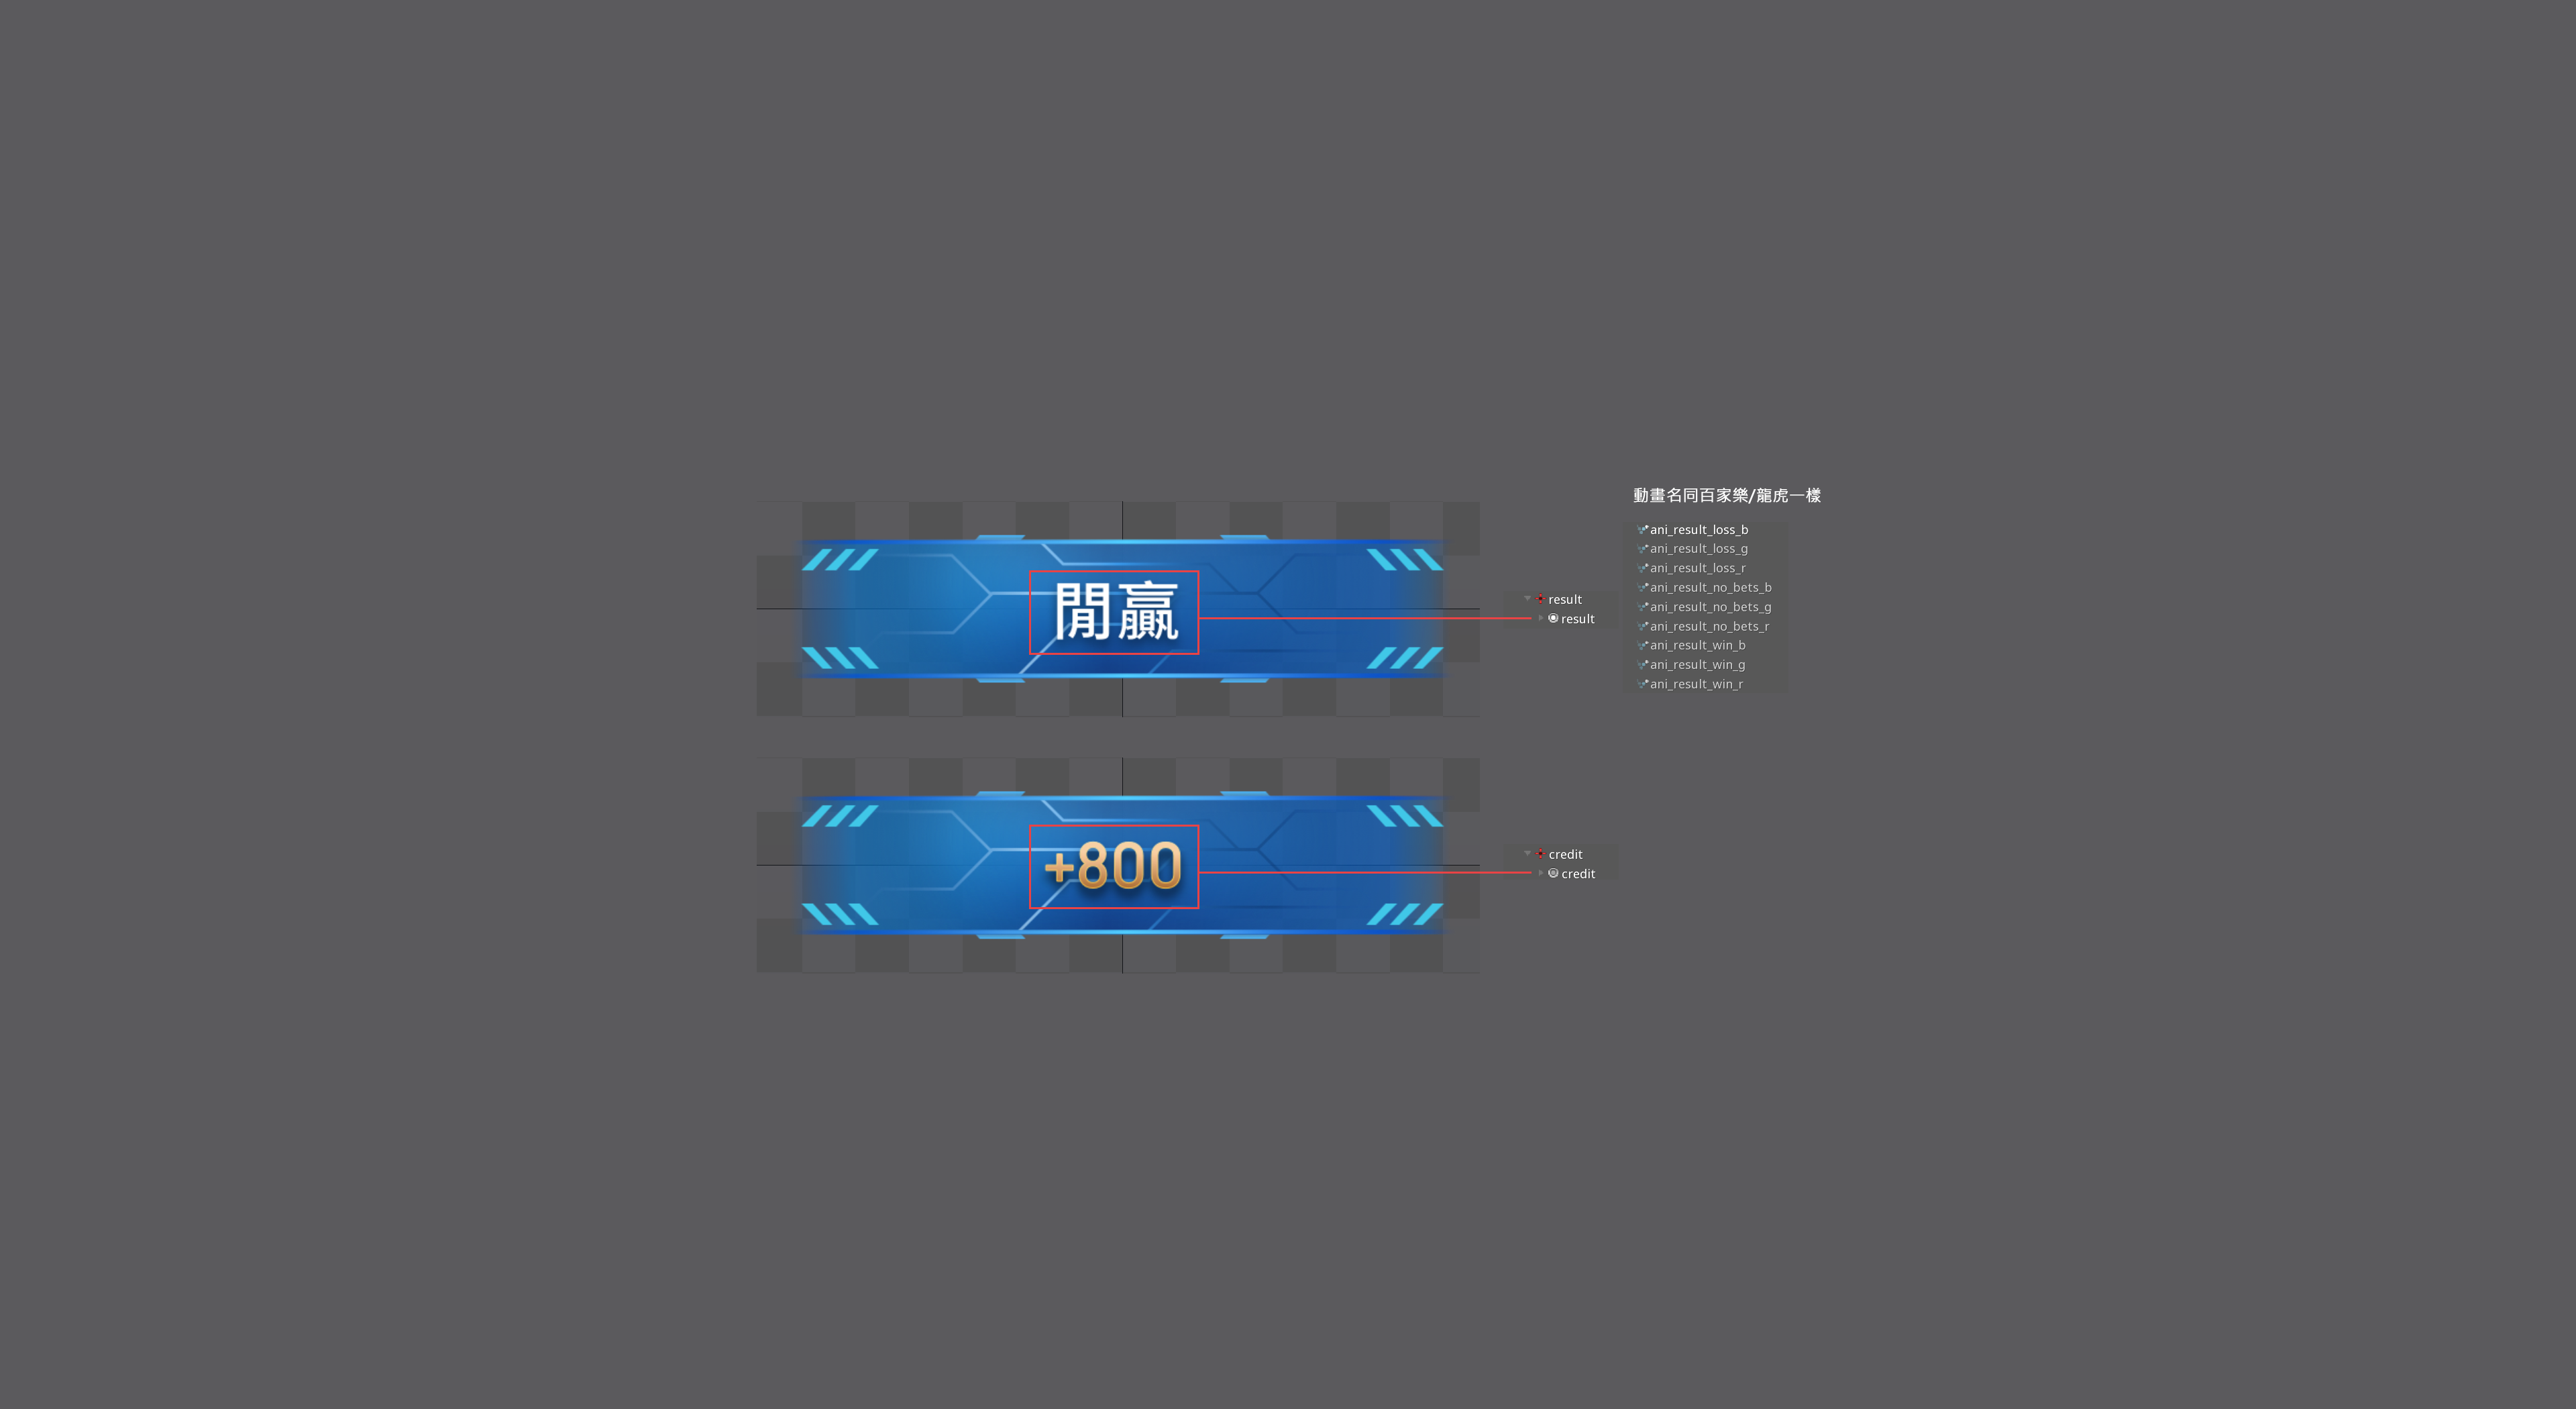 動畫名同百家樂/龍虎一樣
ani_result_loss_b
ani_result_loss_g
ani_result_loss_r
ani_result_no_bets_b
ani_result_no_bets_g
ani_result_no_bets_r
ani_result_win_b
ani_result_win_g
ani_result_win_r
閒贏
result
result
+800
credit
credit